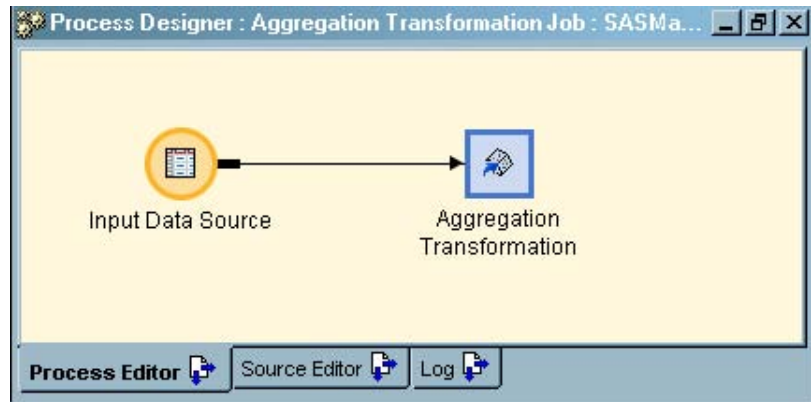 Process Designer : Aggregation Transformation Job : SASMa...
Input Data Source
Aggregation
Transformation
Process Editor
Source Editor
Log